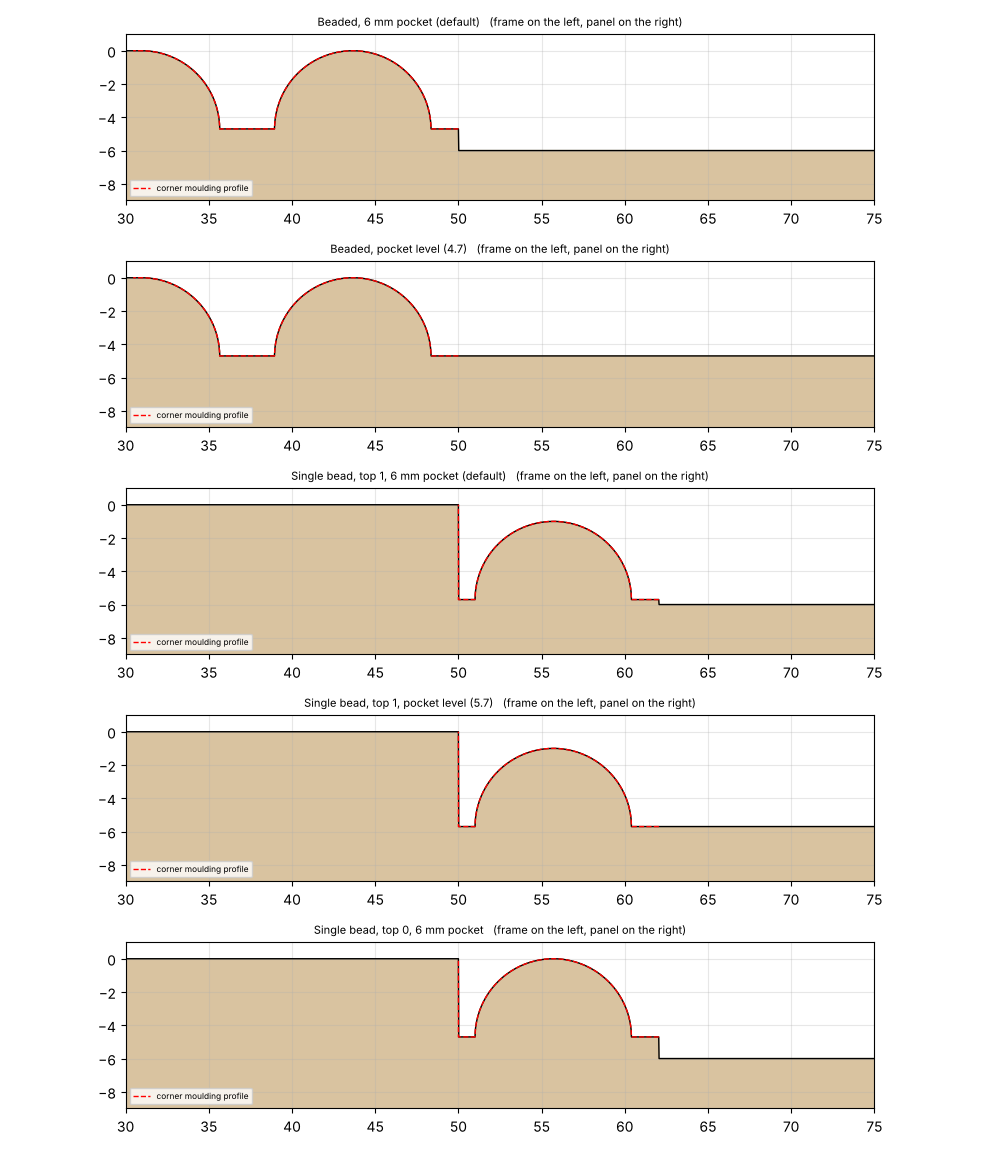 Beaded, 6 mm pocket (default)   (frame on the left, panel on the right)
0
−2
−4
−6
−8
corner moulding profile
30 35 40 45 50 55 60 65 70 75
Beaded, pocket level (4.7)   (frame on the left, panel on the right)
0
−2
−4
−6
−8
corner moulding profile
30 35 40 45 50 55 60 65 70 75
Single bead, top 1, 6 mm pocket (default)   (frame on the left, panel on the right)
0
−2
−4
−6
−8
corner moulding profile
30 35 40 45 50 55 60 65 70 75
Single bead, top 1, pocket level (5.7)   (frame on the left, panel on the right)
0
−2
−4
−6
−8
corner moulding profile
30 35 40 45 50 55 60 65 70 75
Single bead, top 0, 6 mm pocket   (frame on the left, panel on the right)
0
−2
−4
−6
−8
corner moulding profile
30 35 40 45 50 55 60 65 70 75